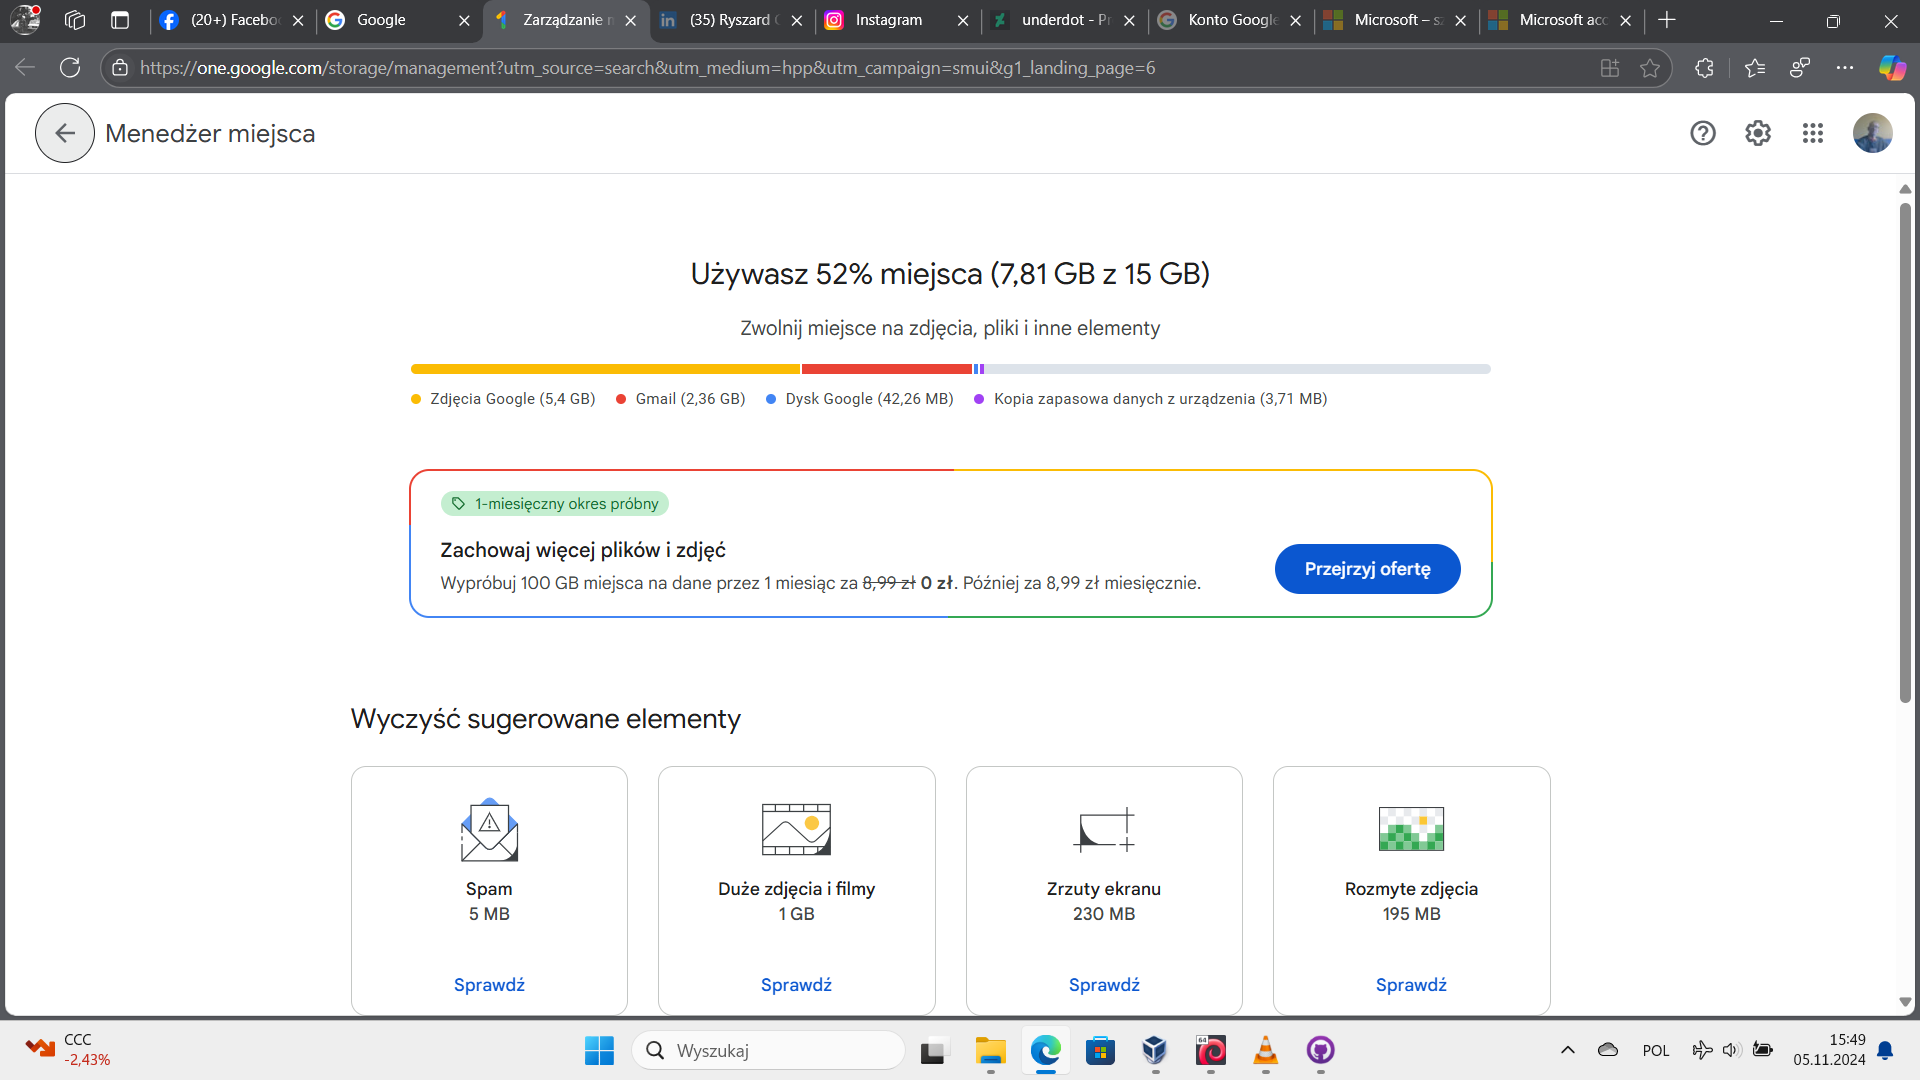 (20+) Facebo
Google
Zarządzanie
(35) Ryszard
Instagram
underdot - P
Konto Google
Microsoft – s
Microsoft acc
https://one.google.com/storage/management?utm_source=search&utm_medium=hpp&utm_campaign=smui&g1_landing_page=6
Menedżer miejsca
Używasz 52% miejsca (7,81 GB z 15 GB)
Zwolnij miejsce na zdjęcia, pliki i inne elementy
Zdjęcia Google (5,4 GB) Gmail (2,36 GB) Dysk Google (42,26 MB) Kopia zapasowa danych z urządzenia (3,71 MB)
1-miesięczny okres próbny
Zachowaj więcej plików i zdjęć
Wypróbuj 100 GB miejsca na dane przez 1 miesiąc za 8,99 zł 0 zł. Później za 8,99 zł miesięcznie.
Przejrzyj ofertę
Wyczyść sugerowane elementy
Spam
5 MB
Sprawdź
Duże zdjęcia i filmy
1 GB
Sprawdź
Zrzuty ekranu
230 MB
Sprawdź
Rozmyte zdjęcia
195 MB
Sprawdź
CCC
-2,43%
Wyszukaj
64
POL
15:49
05.11.2024